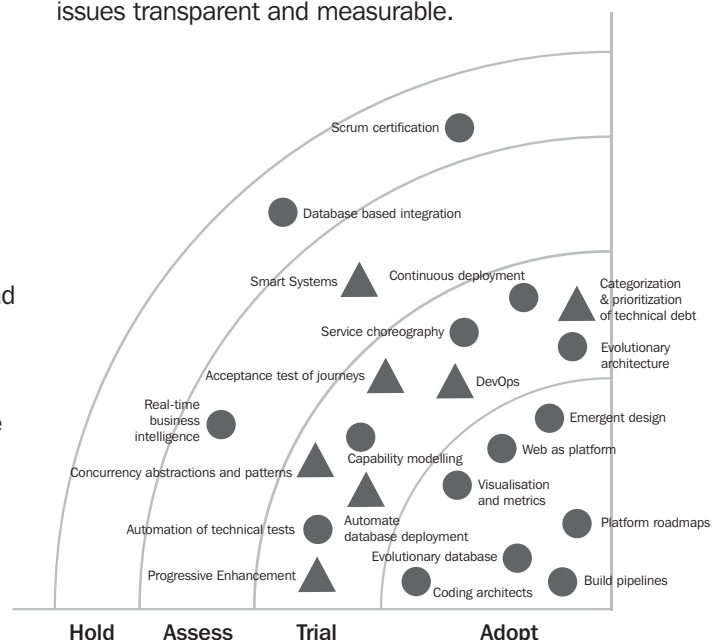 issues transparent and measurable.
Scrum certification
Database based integration
Smart Systems
Continuous deployment
Categorization
& prioritization
of technical debt
Service choreography
Evolutionary
architecture
Acceptance test of journeys
DevOps
Real-time
business
intelligence
Emergent design
Web as platform
Capability modelling
Concurrency abstractions and patterns
Visualisation
and metrics
Automation of technical tests
Automate
database deployment
Platform roadmaps
Evolutionary database
Progressive Enhancement
Coding architects
Build pipelines
Hold
Assess
Trial
Adopt